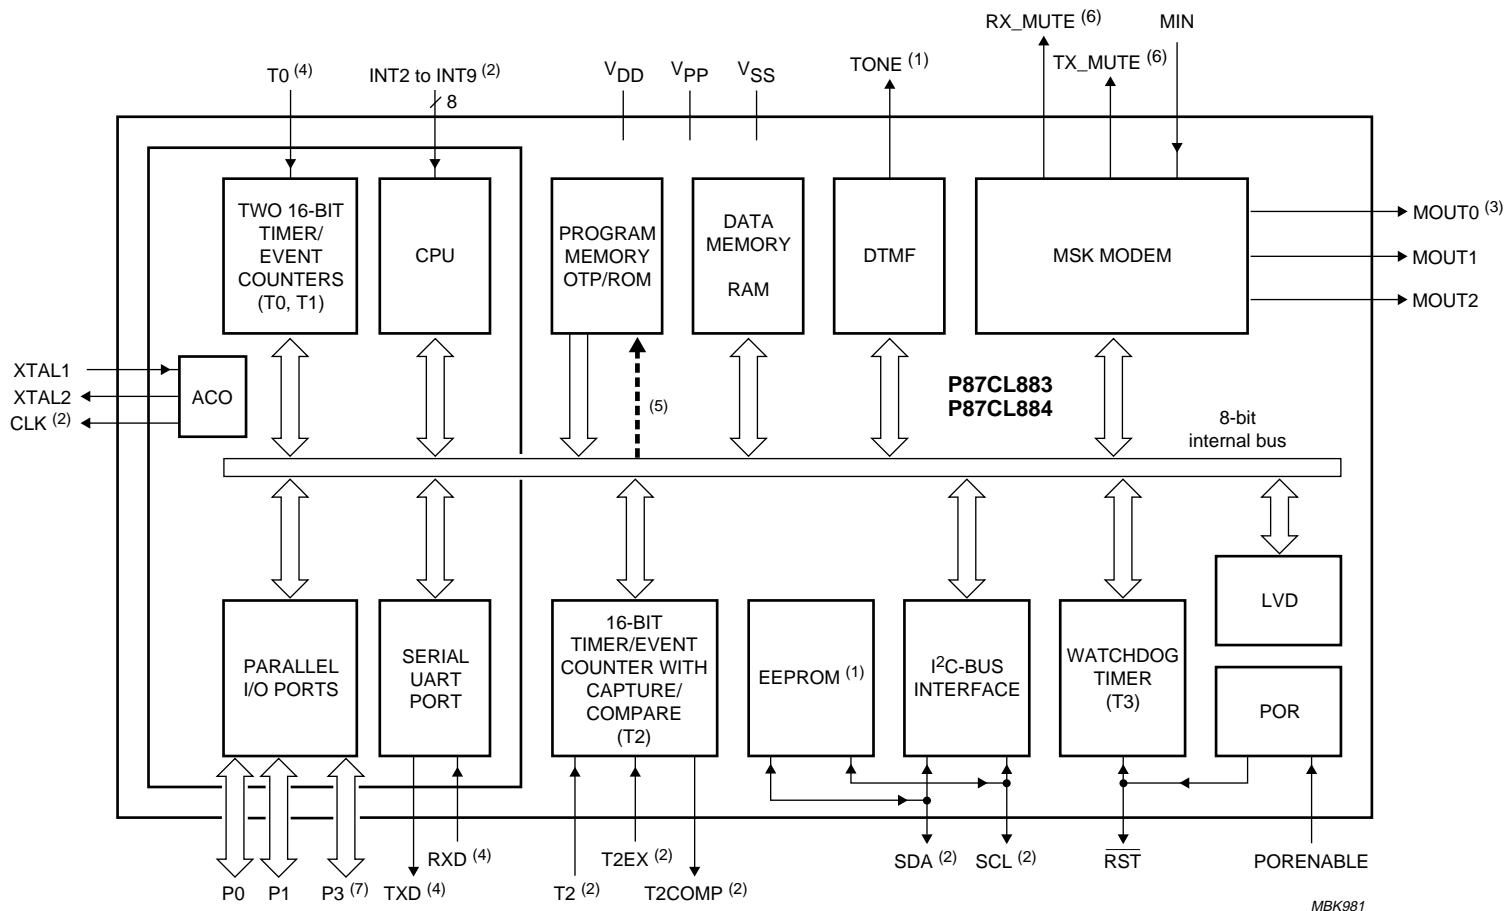 RX_MUTE (6)
MIN
TX_MUTE (6)
T0 (4)
INT2 to INT9 (2)
8
VDD
VPP
VSS
TONE (1)
TWO 16-BIT
TIMER/
EVENT
COUNTERS
(T0, T1)
CPU
PROGRAM
MEMORY
OTP/ROM
DATA
MEMORY
RAM
DTMF
MSK MODEM
MOUT0 (3)
MOUT1
MOUT2
XTAL1
XTAL2
CLK (2)
ACO
(5)
P87CL883
P87CL884
8-bit
internal bus
PARALLEL
I/O PORTS
SERIAL
UART
PORT
16-BIT
TIMER/EVENT
COUNTER WITH
CAPTURE/
COMPARE
(T2)
EEPROM (1)
I2C-BUS
INTERFACE
WATCHDOG
TIMER
(T3)
LVD
POR
P0
P1
P3 (7)
TXD (4)
RXD (4)
T2 (2)
T2EX (2)
T2COMP (2)
SDA (2)
SCL (2)
RST
PORENABLE
MBK981